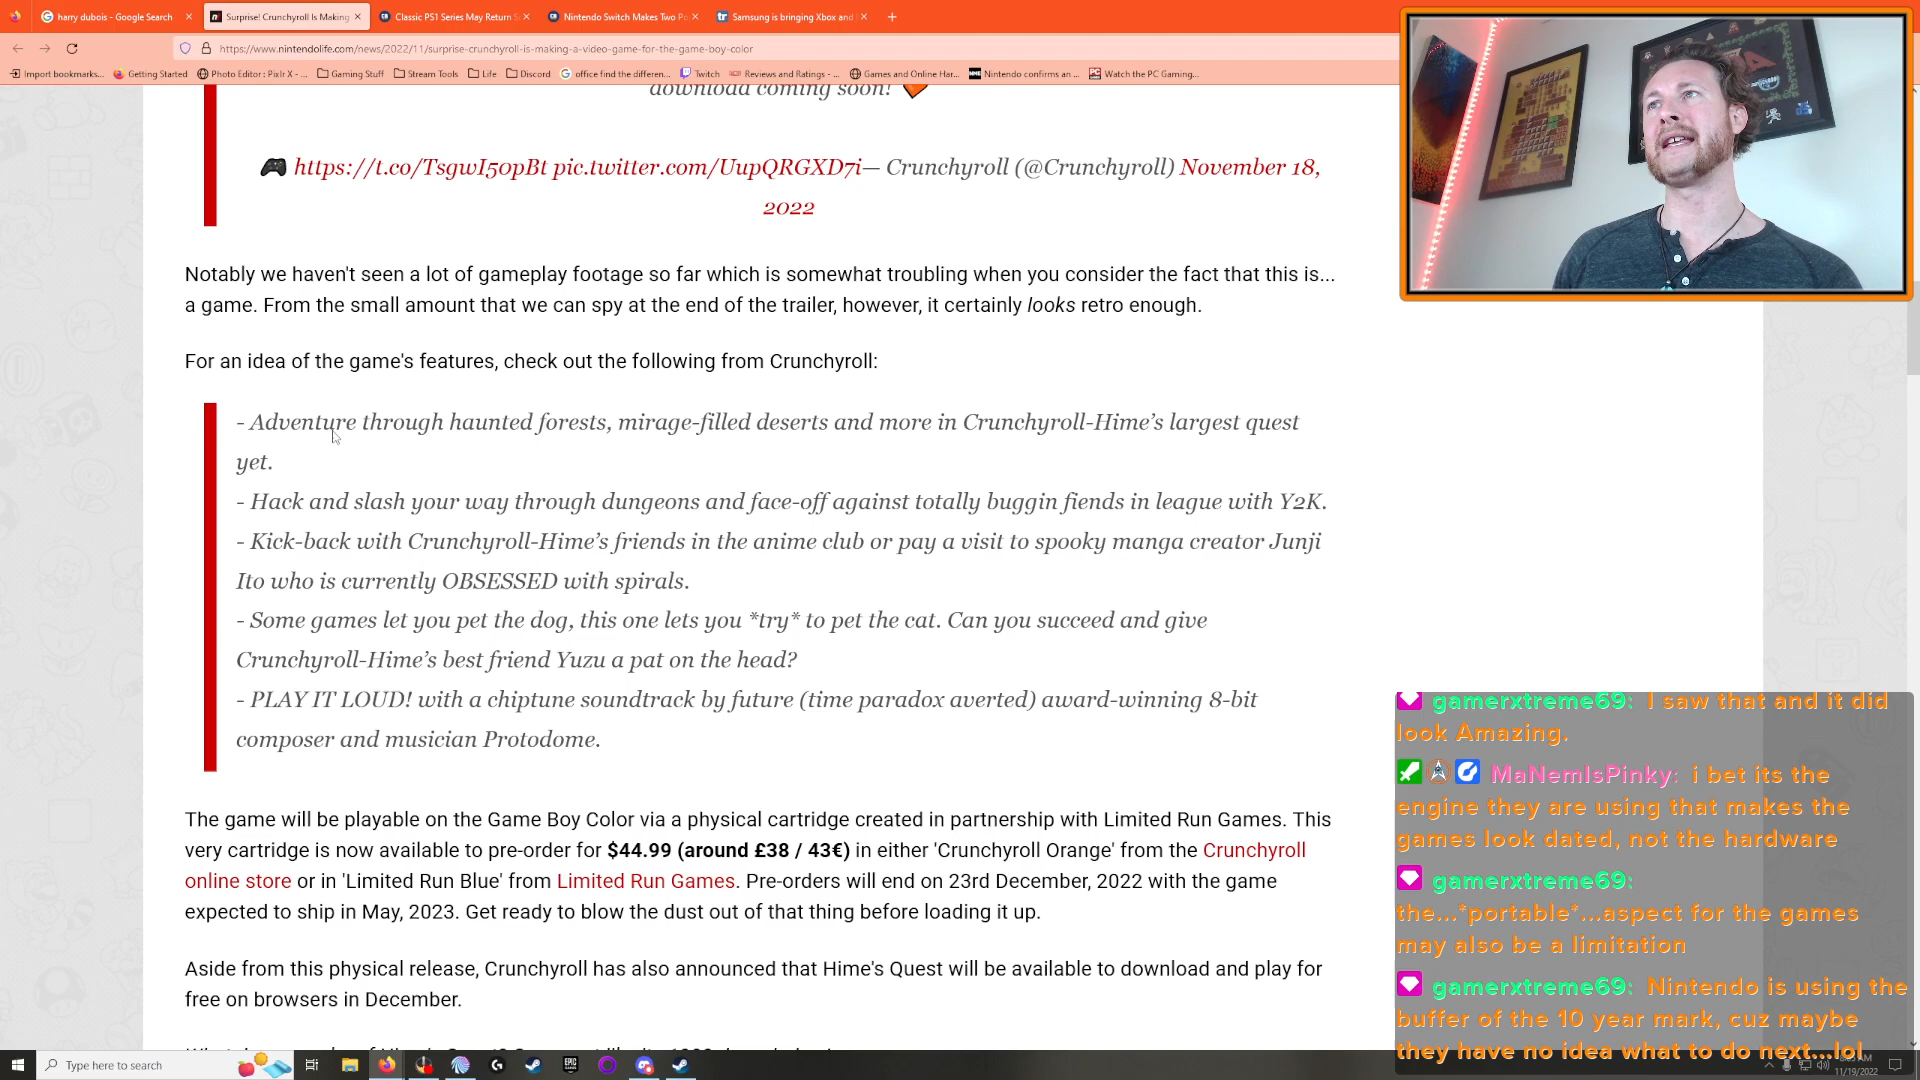 harry dubois - Google Search
Surprise! Crunchyroll Is Making
Classic PS1 Series May Return S
Nintendo Switch Makes Two Po
Samsung is bringing Xbox and
https://www.nintendolife.com/news/2022/11/surprise-crunchyroll-is-making-a-video-game-for-the-game-boy-color
Import bookmarks...
Getting Started
Photo Editor : Pixlr X - ...
Gaming Stuff
Stream Tools
Life
Discord
office find the differen...
Twitch
Reviews and Ratings - ...
Games and Online Har...
Nintendo confirms an ...
Watch the PC Gaming...
download coming soon! 🧡
🎮 https://t.co/TsgwI50pBt pic.twitter.com/UupQRGXD7i— Crunchyroll (@Crunchyroll) November 18,
2022
Notably we haven't seen a lot of gameplay footage so far which is somewhat troubling when you consider the fact that this is...
a game. From the small amount that we can spy at the end of the trailer, however, it certainly looks retro enough.
For an idea of the game's features, check out the following from Crunchyroll:
- Adventure through haunted forests, mirage-filled deserts and more in Crunchyroll-Hime’s largest quest
yet.
- Hack and slash your way through dungeons and face-off against totally buggin fiends in league with Y2K.
- Kick-back with Crunchyroll-Hime’s friends in the anime club or pay a visit to spooky manga creator Junji
Ito who is currently OBSESSED with spirals.
- Some games let you pet the dog, this one lets you *try* to pet the cat. Can you succeed and give
Crunchyroll-Hime’s best friend Yuzu a pat on the head?
- PLAY IT LOUD! with a chiptune soundtrack by future (time paradox averted) award-winning 8-bit
composer and musician Protodome.
The game will be playable on the Game Boy Color via a physical cartridge created in partnership with Limited Run Games. This
very cartridge is now available to pre-order for $44.99 (around £38 / 43€) in either 'Crunchyroll Orange' from the Crunchyroll
online store or in 'Limited Run Blue' from Limited Run Games. Pre-orders will end on 23rd December, 2022 with the game
expected to ship in May, 2023. Get ready to blow the dust out of that thing before loading it up.
Aside from this physical release, Crunchyroll has also announced that Hime's Quest will be available to download and play for
free on browsers in December.
gamerxtreme69: I saw that and it did
look Amazing.
MaNemIsPinky: i bet its the
engine they are using that makes the
games look dated, not the hardware
gamerxtreme69:
the...*portable*...aspect for the games
may also be a limitation
gamerxtreme69: Nintendo is using the
buffer of the 10 year mark, cuz maybe
they have no idea what to do next...lol
Type here to search
11/19/2022